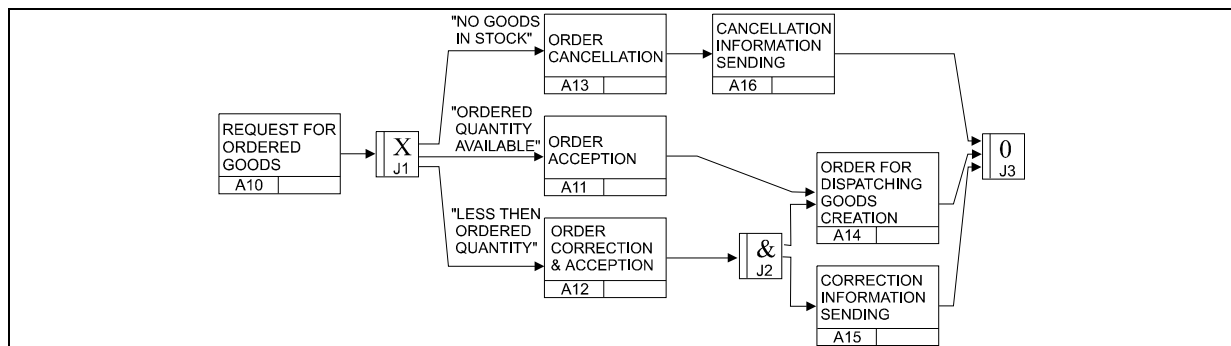 "NO GOODS
IN STOCK"
ORDER
CANCELLATION
A13
CANCELLATION
INFORMATION
SENDING
A16
REQUEST FOR
ORDERED
GOODS
A10
X
J1
"ORDERED
QUANTITY
AVAILABLE"
ORDER
ACCEPTION
A11
"LESS THEN
ORDERED
QUANTITY"
ORDER
CORRECTION
& ACCEPTION
A12
&
J2
ORDER FOR
DISPATCHING
GOODS
CREATION
A14
CORRECTION
INFORMATION
SENDING
A15
0
J3